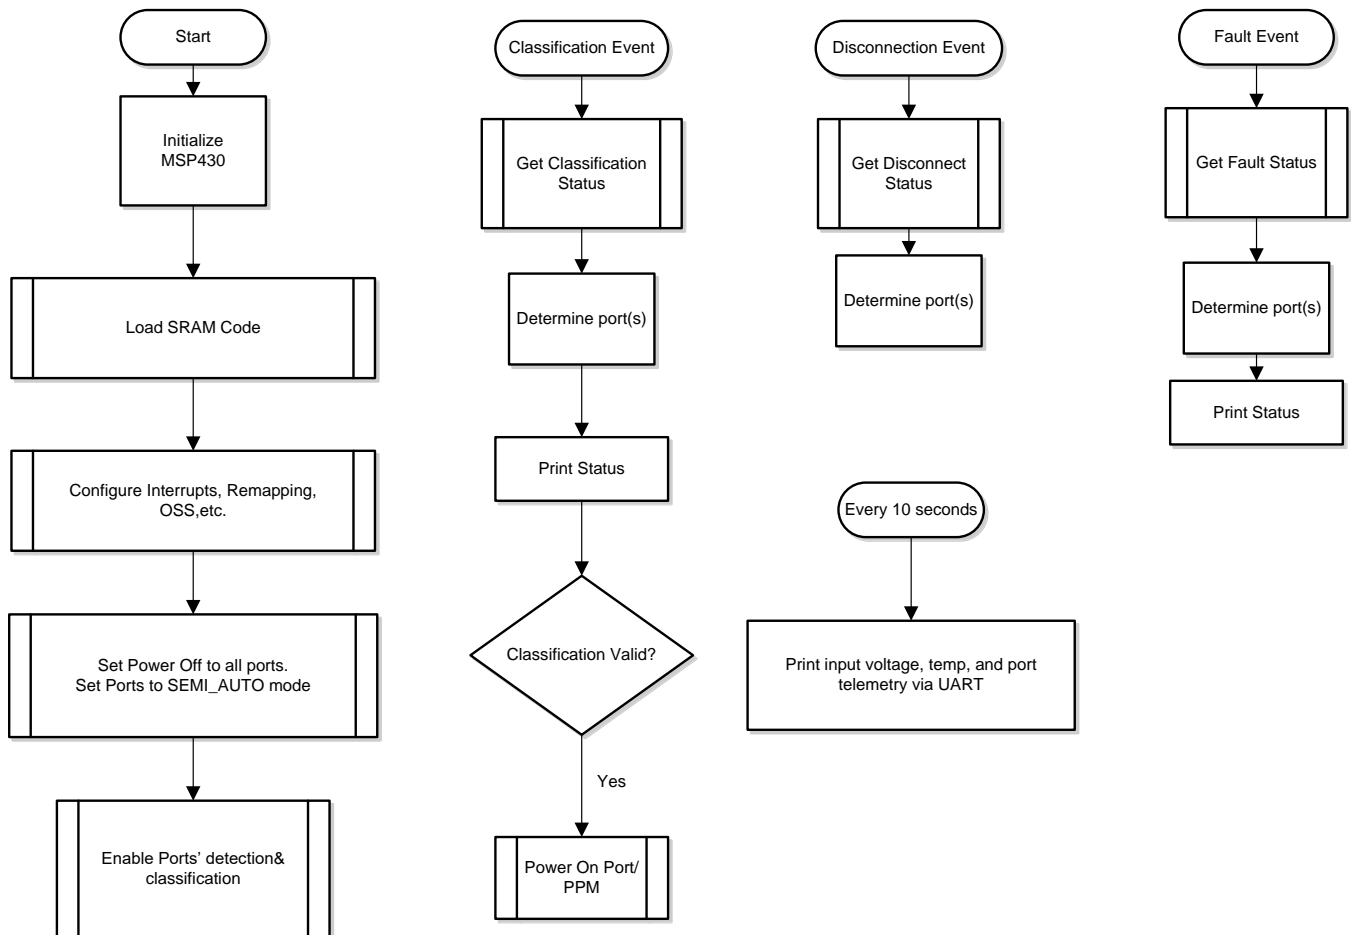 Start
Initialize
MSP430
Load SRAM Code
Configure Interrupts, Remapping,
OSS,etc.
Set Power Off to all ports.
Set Ports to SEMI_AUTO mode
Enable Ports’ detection&
classification
Classification Event
Get Classification
Status
Determine port(s)
Print Status
Classification Valid?
Yes
Power On Port/
PPM
Disconnection Event
Get Disconnect
Status
Determine port(s)
Every 10 seconds
Print input voltage, temp, and port
telemetry via UART
Fault Event
Get Fault Status
Determine port(s)
Print Status